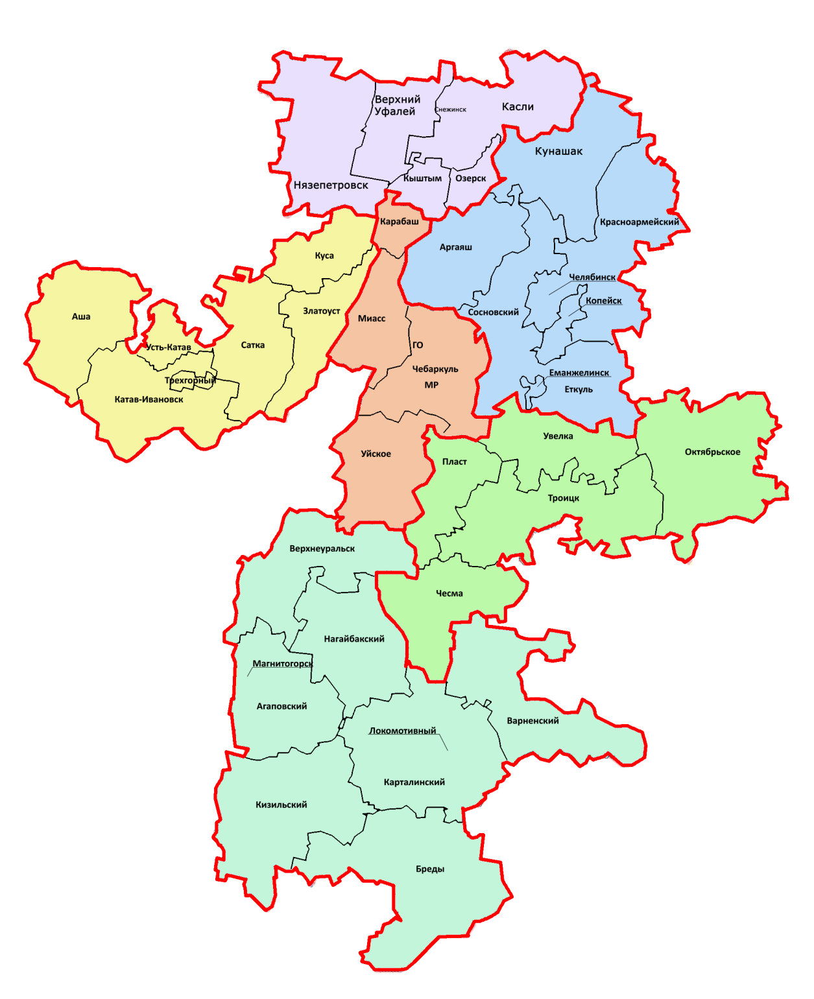 Верхний
Уфалей
Снежинск
Касли
Кунашак
Нязепетровск
Кыштым
Озерск
Карабаш
Красноармейский
Аргаяш
Куса
Челябинск
Копейск
Златоуст
Сосновский
Аша
Миасс
Усть-Катав
Сатка
ГО
Чебаркуль
МР
Еманжелинск
Трехгорный
Еткуль
Катав-Ивановск
Увелка
Октябрьское
Уйское
Пласт
Троицк
Верхнеуральск
Чесма
Нагайбакский
Магнитогорск
Агаповский
Варненский
Локомотивный
Карталинский
Кизильский
Бреды